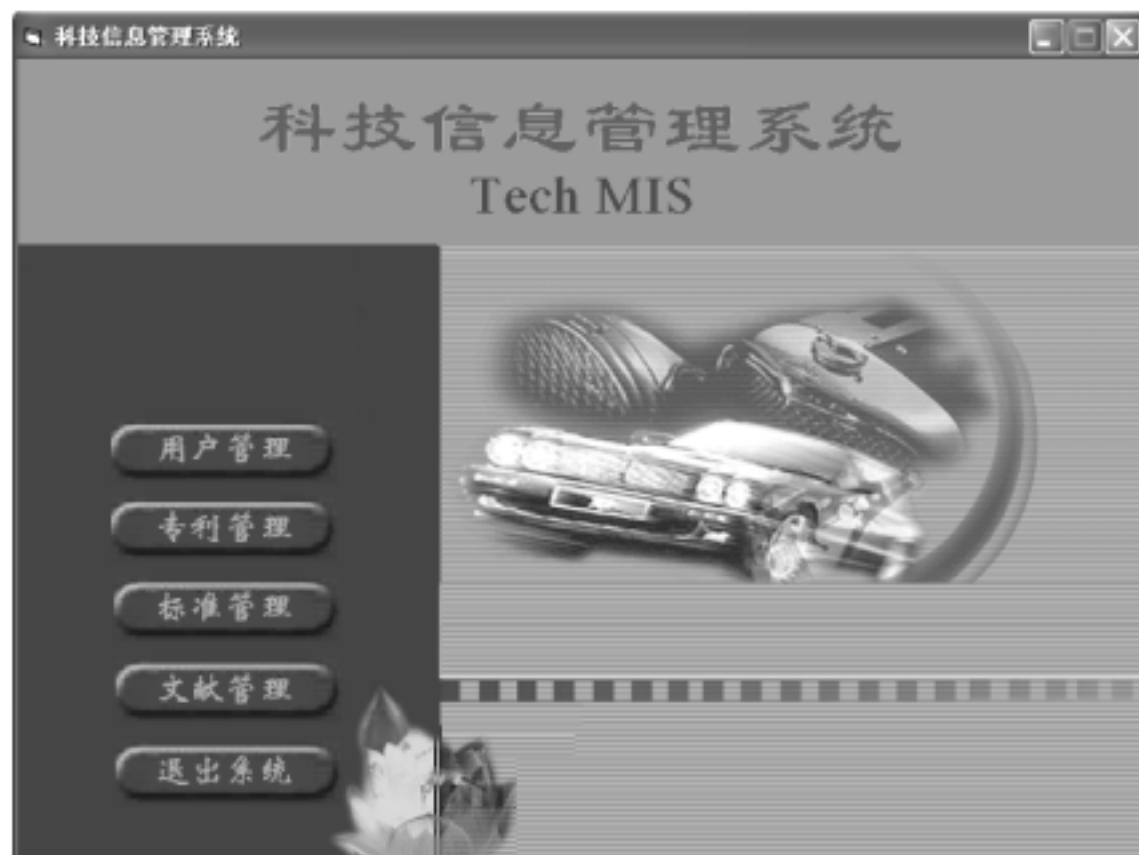 科技信息管理系统
科技信息管理系统
Tech MIS
用户管理
专利管理
标准管理
文献管理
退出系统